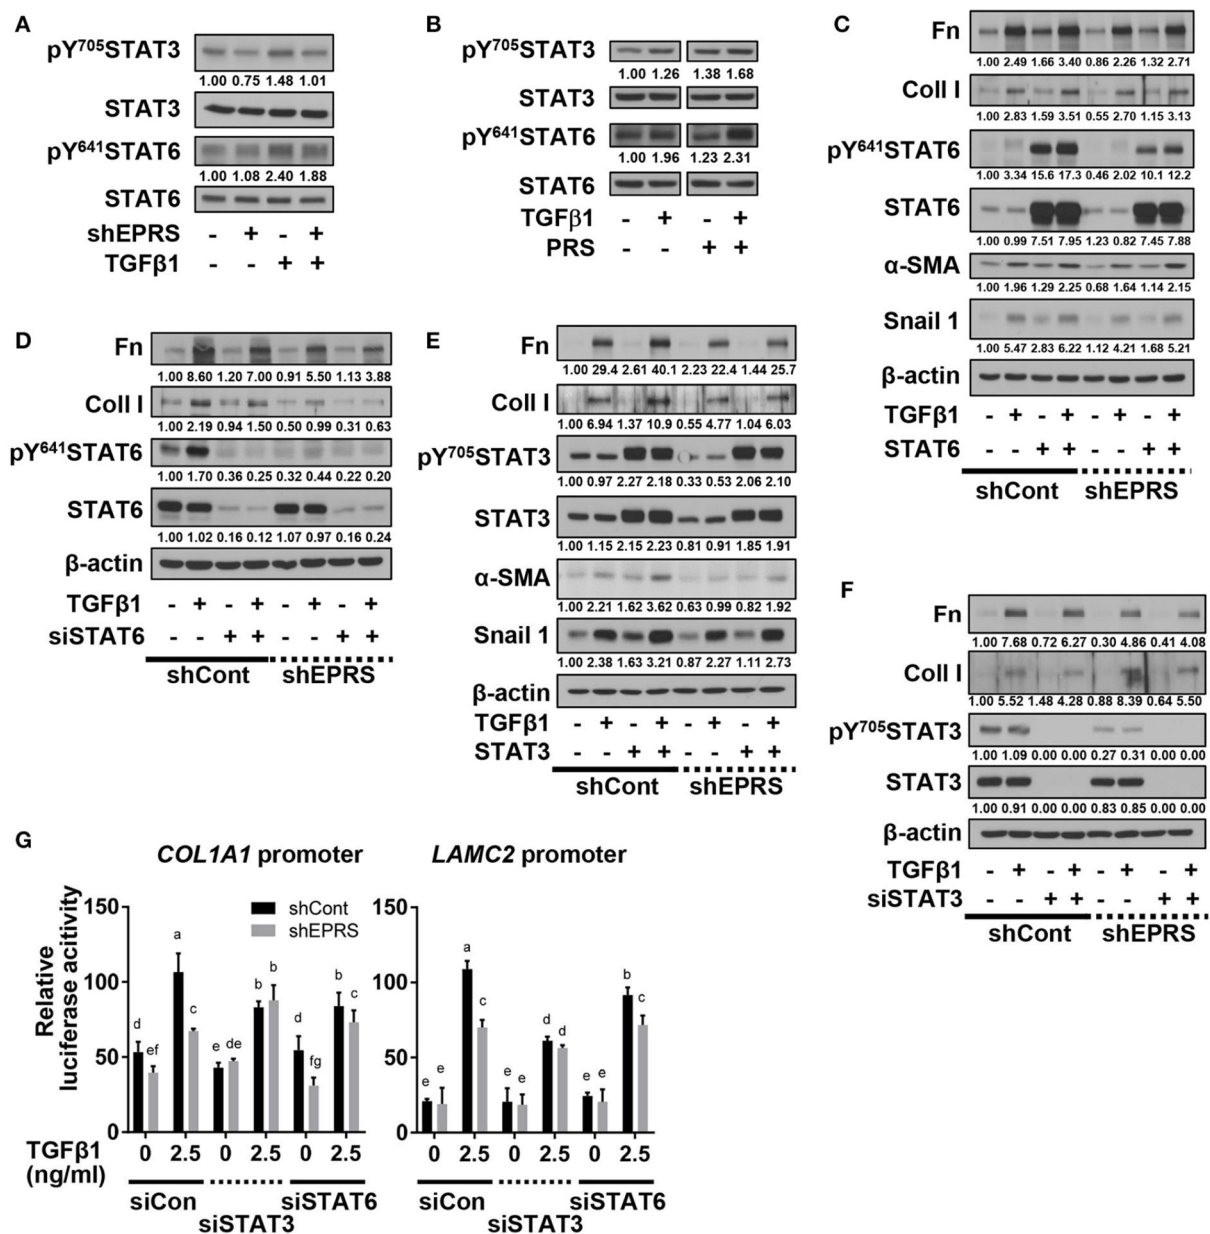 A
pY705STAT3
1.00 0.75 1.48 1.01
STAT3
pY641STAT6
1.00 1.08 2.40 1.88
STAT6
shEPRS - + - +
TGFβ1 - - + +
B
pY705STAT3
1.00 1.26 1.38 1.68
STAT3
pY641STAT6
1.00 1.96 1.23 2.31
STAT6
TGFβ1 - + - +
PRS - - + +
C
Fn
1.00 2.49 1.66 3.40 0.86 2.26 1.32 2.71
Coll I
1.00 2.83 1.59 3.51 0.55 2.70 1.15 3.13
pY641STAT6
1.00 3.34 15.6 17.3 0.46 2.02 10.1 12.2
STAT6
1.00 0.99 7.51 7.95 1.23 0.82 7.45 7.88
α-SMA
1.00 1.96 1.29 2.25 0.68 1.64 1.14 2.15
Snail 1
1.00 5.47 2.83 6.22 1.12 4.21 1.68 5.21
β-actin
TGFβ1 - + - + - + - +
STAT6 - - + + - - + +
shCont shEPRS
D
Fn
1.00 8.60 1.20 7.00 0.91 5.50 1.13 3.88
Coll I
1.00 2.19 0.94 1.50 0.50 0.99 0.31 0.63
pY641STAT6
1.00 1.70 0.36 0.25 0.32 0.44 0.22 0.20
STAT6
1.00 1.02 0.16 0.12 1.07 0.97 0.16 0.24
β-actin
TGFβ1 - + - + - + - +
siSTAT6 - - + + - - + +
shCont shEPRS
E
Fn
1.00 29.4 2.61 40.1 2.23 22.4 1.44 25.7
Coll I
1.00 6.94 1.37 10.9 0.55 4.77 1.04 6.03
pY705STAT3
1.00 0.97 2.27 2.18 0.33 0.53 2.06 2.10
STAT3
1.00 1.15 2.15 2.23 0.81 0.91 1.85 1.91
α-SMA
1.00 2.21 1.62 3.62 0.63 0.99 0.82 1.92
Snail 1
1.00 2.38 1.63 3.21 0.87 2.27 1.11 2.73
β-actin
TGFβ1 - + - + - + - +
STAT3 - - + + - - + +
shCont shEPRS
F
Fn
1.00 7.68 0.72 6.27 0.30 4.86 0.41 4.08
Coll I
1.00 5.52 1.48 4.28 0.88 8.39 0.64 5.50
pY705STAT3
1.00 1.09 0.00 0.00 0.27 0.31 0.00 0.00
STAT3
1.00 0.91 0.00 0.00 0.83 0.85 0.00 0.00
β-actin
TGFβ1 - + - + - + - +
siSTAT3 - - + + - - + +
shCont shEPRS
G
COL1A1 promoter
LAMC2 promoter
Relative
luciferase acitivity
150
100
50
0
shCont
shEPRS
d ef a c e de b b d fg b c
150
100
50
0
e e a c e e d d e e b c
TGFβ1
(ng/ml)
0 2.5 0 2.5 0 2.5
0 2.5 0 2.5 0 2.5
siCon siSTAT3 siSTAT6
siCon siSTAT3 siSTAT6